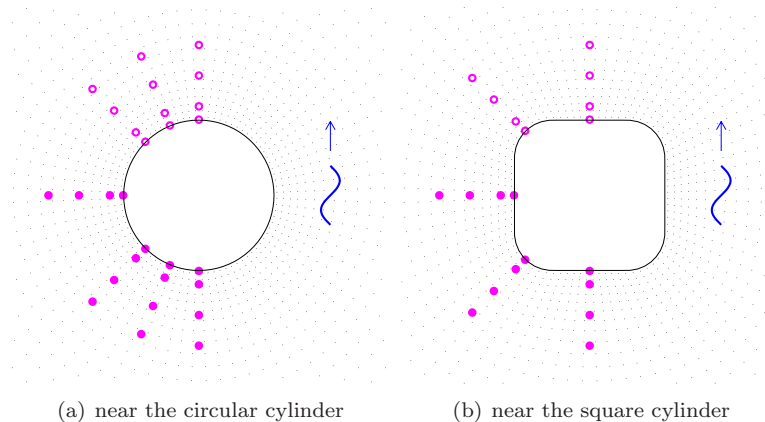 (a) near the circular cylinder
(b) near the square cylinder